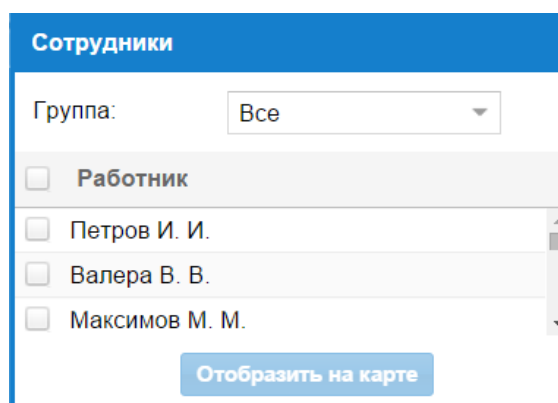 Сотрудники
Группа: Все
Работник
Петров И. И.
Валера В. В.
Максимов М. М.
Отобразить на карте